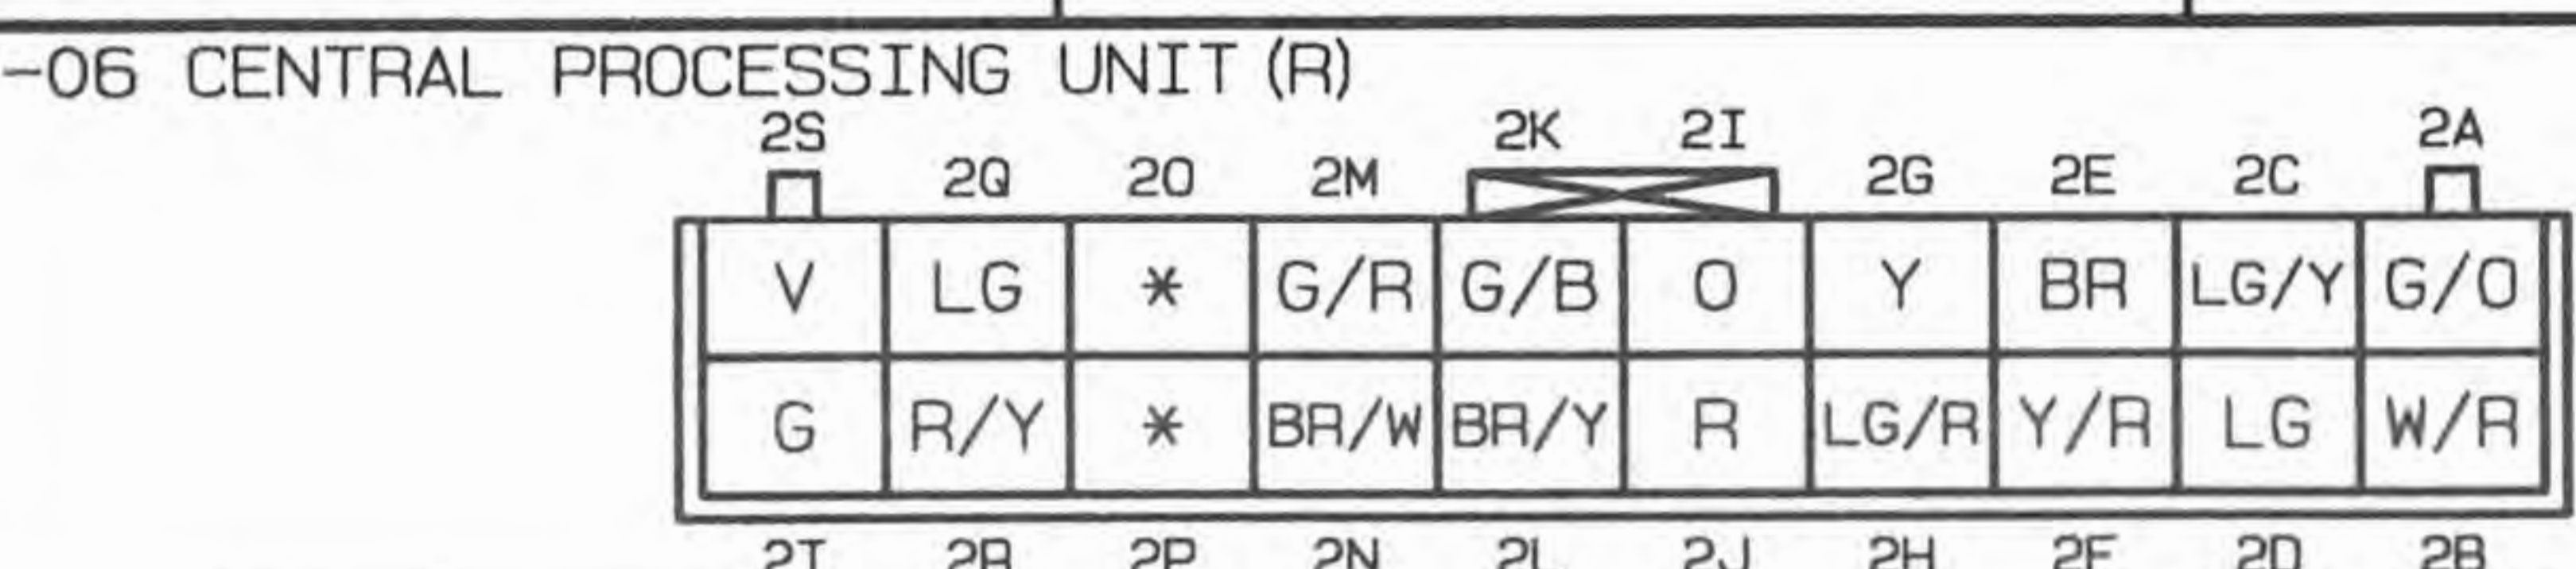 -06 CENTRAL PROCESSING UNIT (R)
2S 2Q 2O 2M 2K 2I 2G 2E 2C 2A
V LG * G/R G/B O Y BR LG/Y G/O
G R/Y * BR/W BR/Y R LG/R Y/R LG W/R
2T 2R 2P 2N 2L 2J 2H 2F 2D 2B